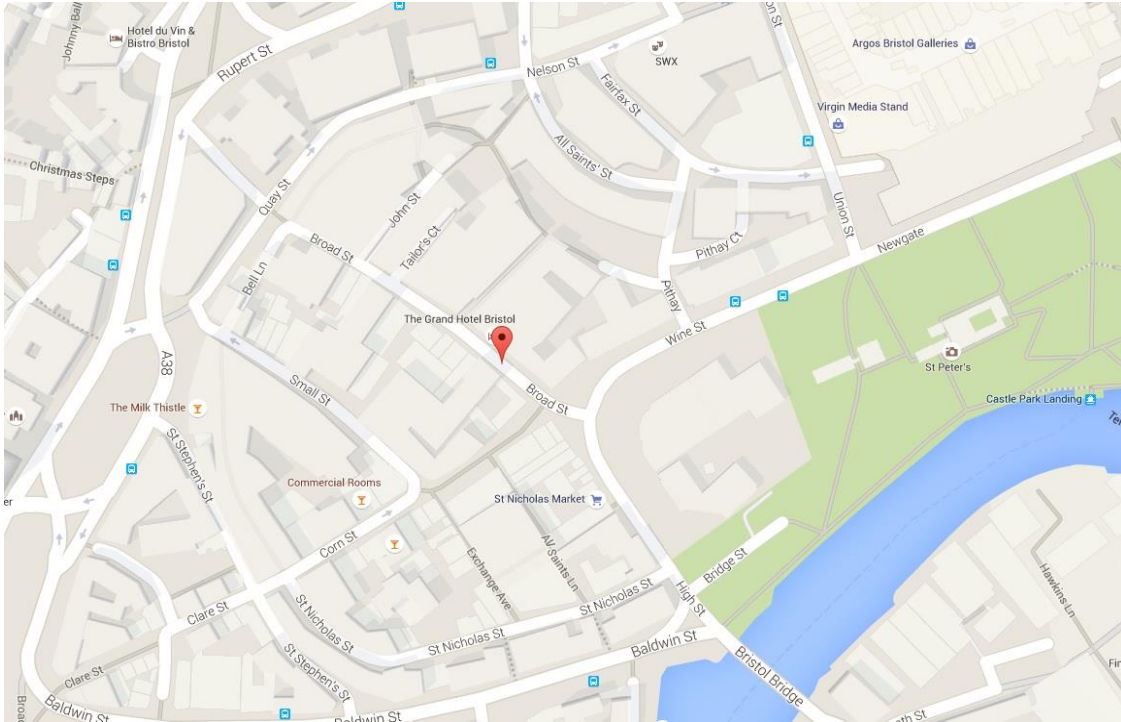 Johnny Ball
Hotel du Vin &
Bistro Bristol
Rupert St
Nelson St
SWX
Argos Bristol Galleries
Fairfax St
Virgin Media Stand
All Saints' St
Christmas Steps
Quay St
John St
Union St
Newgate
Broad St
Tailor's Ct
Pithay Ct
Bell Ln
Pithay
The Grand Hotel Bristol
Wine St
A38
St Peter's
Small St
Broad St
Castle Park Landing
The Milk Thistle
St Stephen's St
Commercial Rooms
St Nicholas Market
Corn St
Exchange Ave
All Saints Ln
Bridge St
High St
Hawkins Ln
Clare St
St Nicholas St
St Nicholas St
St Nicholas St
Baldwin St
St Stephen's St
Clare St
Bristol Bridge
Baldwin St
Baldwin St